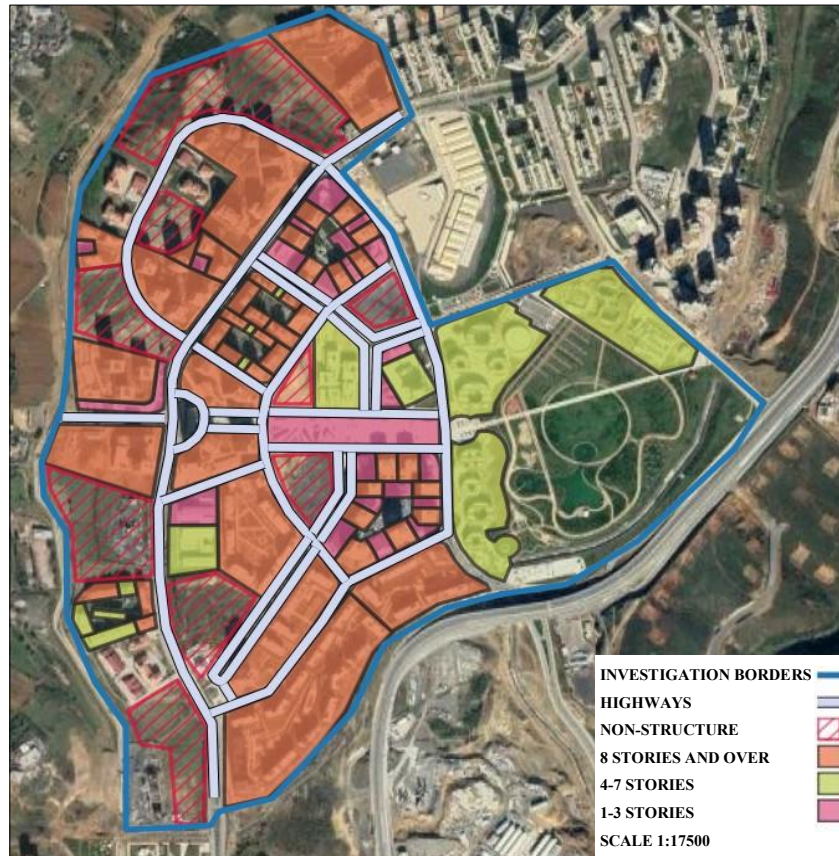 INVESTIGATION BORDERS
HIGHWAYS
NON-STRUCTURE
8 STORIES AND OVER
4-7 STORIES
1-3 STORIES
SCALE 1:17500